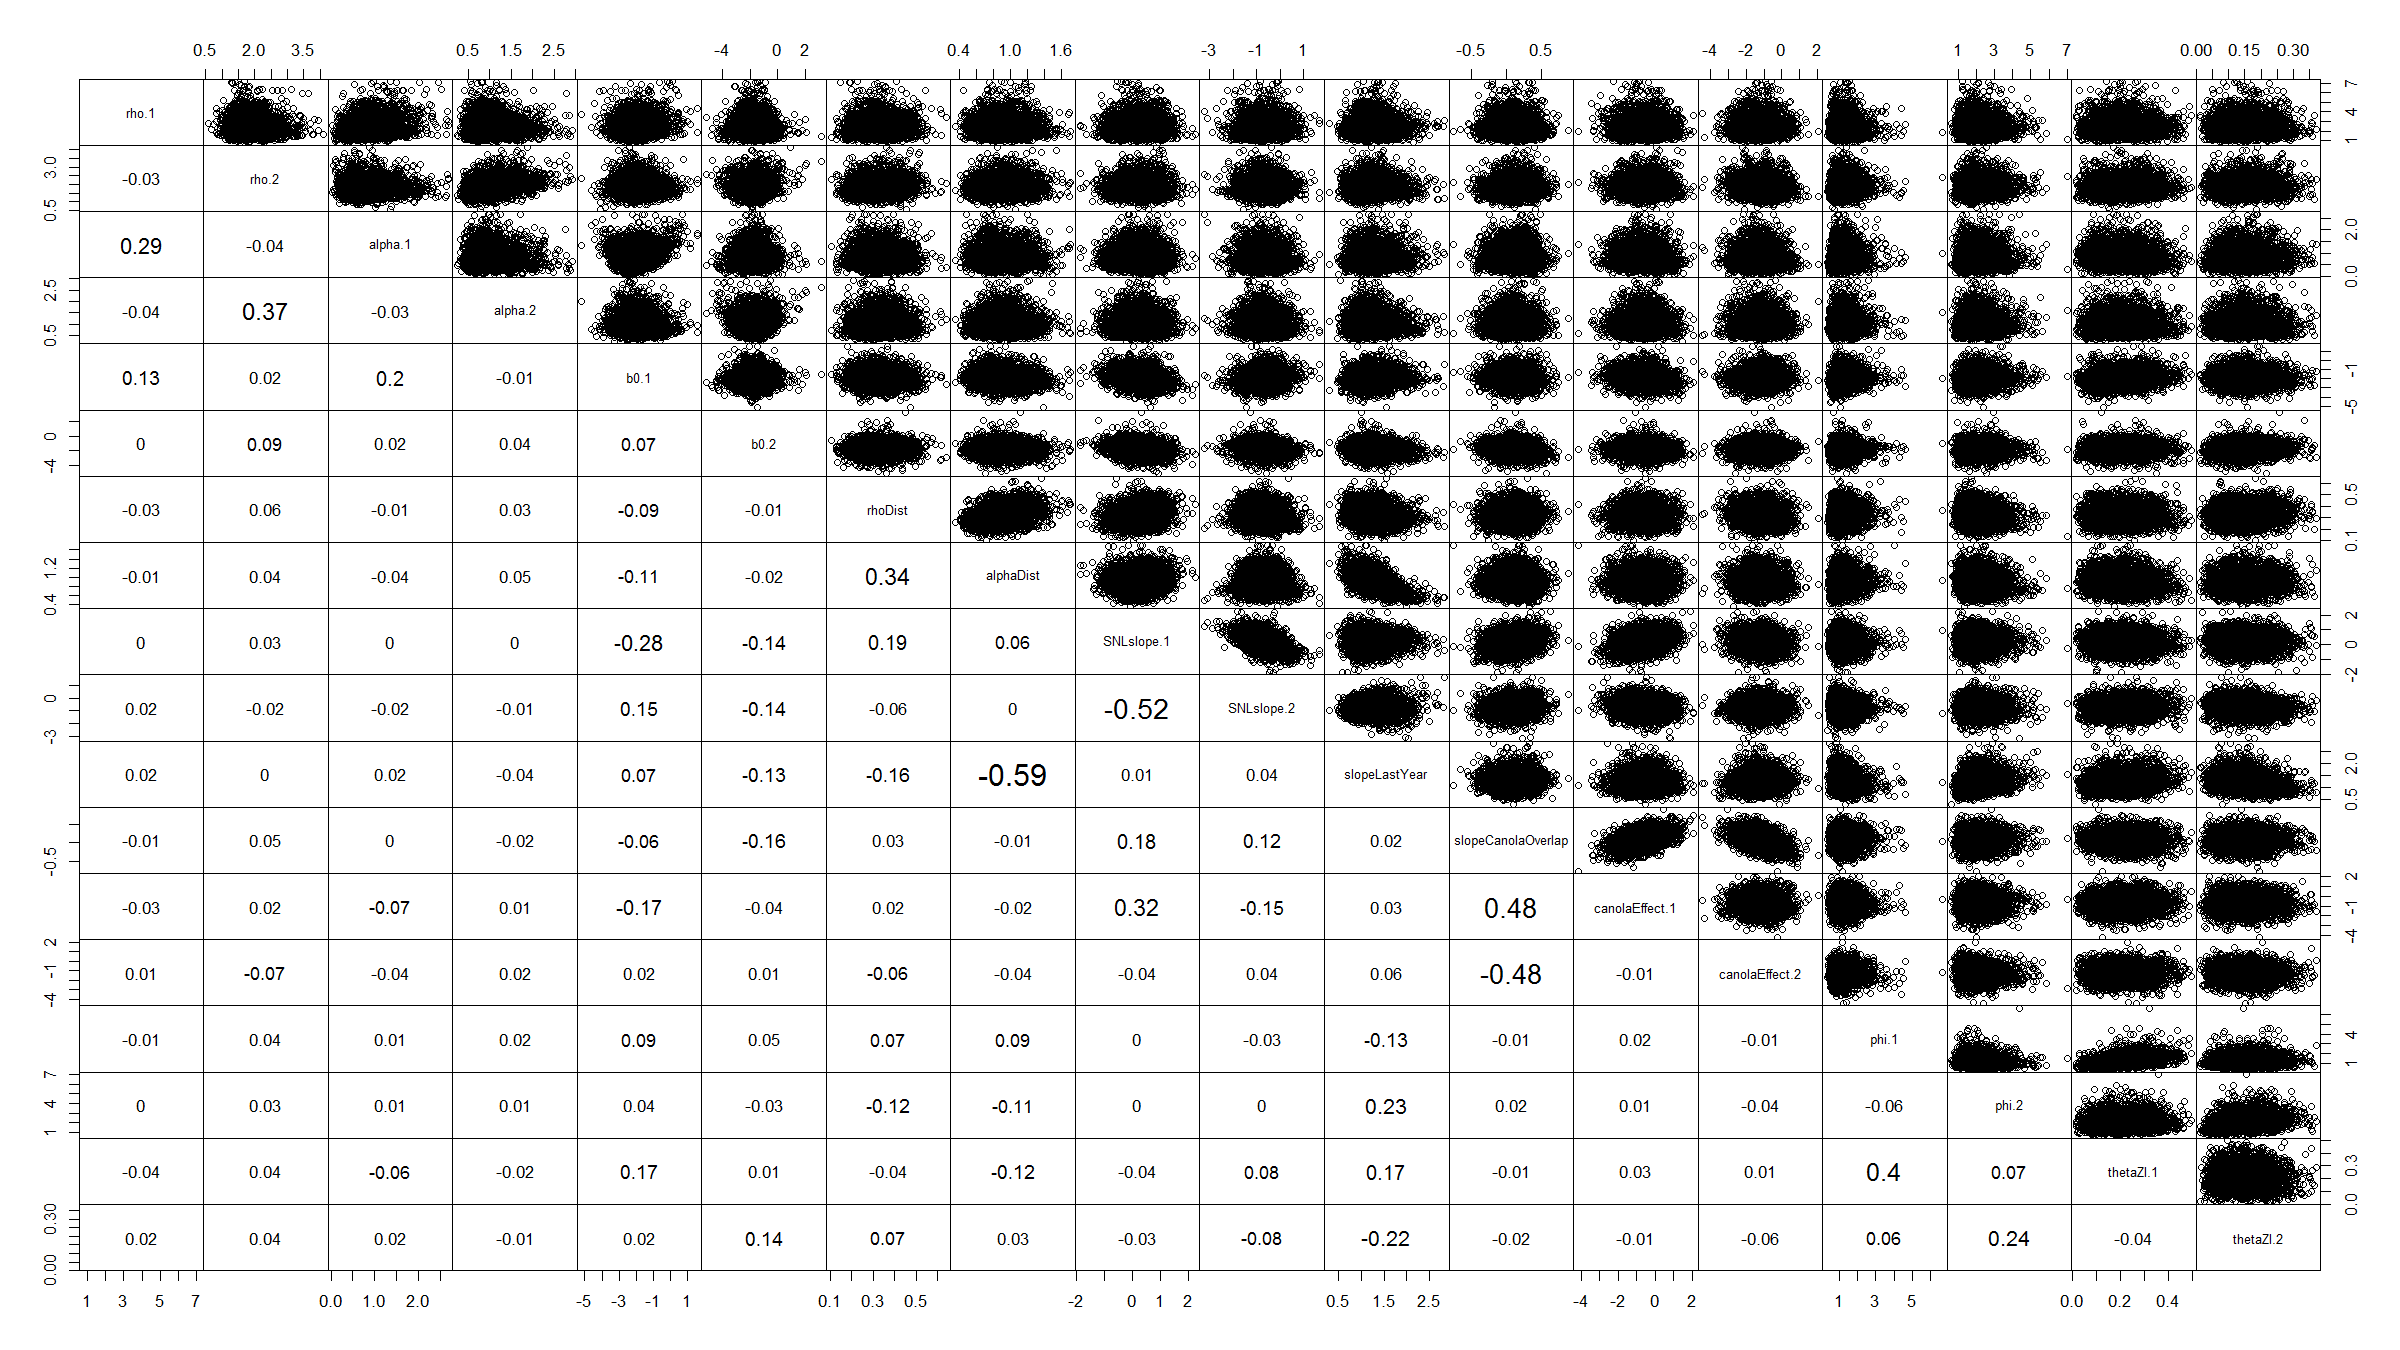 0.5 2.0 3.5 0.5 1.5 2.5 -4 0 2 0.4 1.0 1.6 -3 -1 1 -0.5 0.5 -4 -2 0 2 1 3 5 7 0.00 0.15 0.30
rho.1 1 4 7
0.5 3.0 -0.03 rho.2
0.29 -0.04 alpha.1 0.0 2.0
0.5 2.5 -0.04 0.37 -0.03 alpha.2
0.13 0.02 0.2 -0.01 b0.1 -5 -1
-4 0 0 0.09 0.02 0.04 0.07 b0.2
-0.03 0.06 -0.01 0.03 -0.09 -0.01 rhoDist 0.1 0.5
0.4 1.2 -0.01 0.04 -0.04 0.05 -0.11 -0.02 0.34 alphaDist
0 0.03 0 0 -0.28 -0.14 0.19 0.06 SNLslope.1 -2 0 2
-3 0 0.02 -0.02 -0.02 -0.01 0.15 -0.14 -0.06 0 -0.52 SNLslope.2
0.02 0 0.02 -0.04 0.07 -0.13 -0.16 -0.59 0.01 0.04 slopeLastYear 0.5 2.0
-0.5 -0.01 0.05 0 -0.02 -0.06 -0.16 0.03 -0.01 0.18 0.12 0.02 slopeCanolaOverlap
-0.03 0.02 -0.07 0.01 -0.17 -0.04 0.02 -0.02 0.32 -0.15 0.03 0.48 canolaEffect.1 -4 -1 2
-4 -1 2 0.01 -0.07 -0.04 0.02 0.02 0.01 -0.06 -0.04 -0.04 0.04 0.06 -0.48 -0.01 canolaEffect.2
-0.01 0.04 0.01 0.02 0.09 0.05 0.07 0.09 0 -0.03 -0.13 -0.01 0.02 -0.01 phi.1 1 4
1 4 7 0 0.03 0.01 0.01 0.04 -0.03 -0.12 -0.11 0 0 0.23 0.02 0.01 -0.04 -0.06 phi.2
-0.04 0.04 -0.06 -0.02 0.17 0.01 -0.04 -0.12 -0.04 0.08 0.17 -0.01 0.03 0.01 0.4 0.07 thetaZI.1 0.0 0.3
0.00 0.30 0.02 0.04 0.02 -0.01 0.02 0.14 0.07 0.03 -0.03 -0.08 -0.22 -0.02 -0.01 -0.06 0.06 0.24 -0.04 thetaZI.2
1 3 5 7 0.0 1.0 2.0 -5 -3 -1 1 0.1 0.3 0.5 -2 0 1 2 0.5 1.5 2.5 -4 -2 0 2 1 3 5 0.0 0.2 0.4